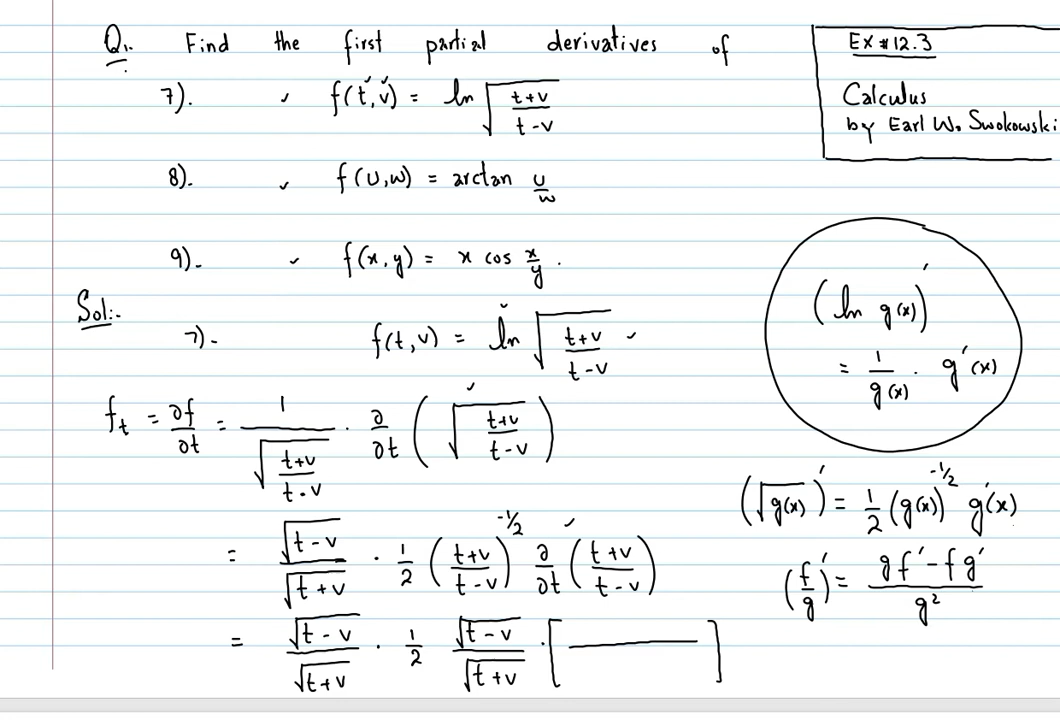 Q1. Find the first partial derivatives of
7). f(t,v) = ln √((t+v)/(t-v))
8). f(u,w) = arctan u/w
9)- f(x,y) = x cos x/y .
EX # 12.3
Calculus
by Earl W. Swokowski
Sol:-
7)- f(t,v) = ln √((t+v)/(t-v))
f_t = ∂f/∂t = 1/√((t+v)/(t-v)) · ∂/∂t (√((t+v)/(t-v)))
= √(t-v)/√(t+v) · 1/2 ((t+v)/(t-v))^(-1/2) ∂/∂t ((t+v)/(t-v))
= √(t-v)/√(t+v) · 1/2 √(t-v)/√(t+v) · [ ]
(ln g(x))'
= 1/g(x) · g'(x)
(√g(x))' = 1/2 (g(x))^(-1/2) g'(x)
(f/g)' = (gf' - fg')/g²